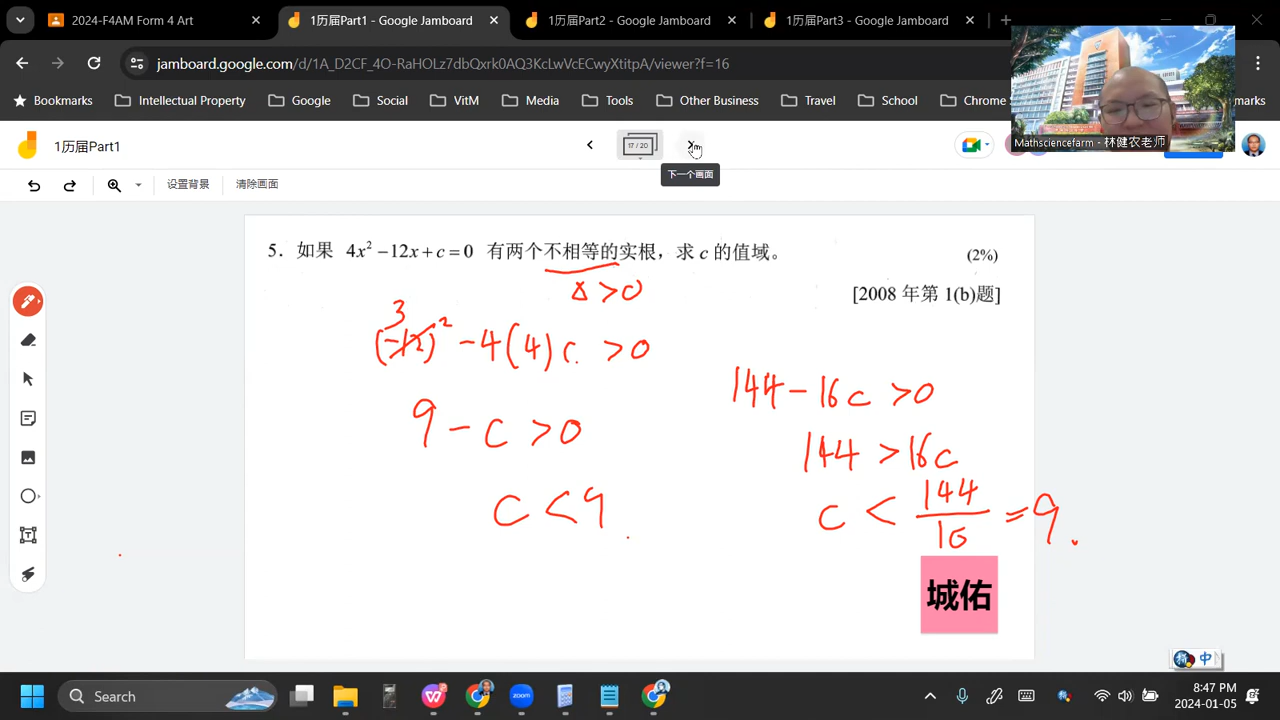 2024-F4AM Form 4 Art
1历届Part1 - Google Jamboard
1历届Part2 - Google Jamboard
1历届Part3 - Google Jamboard
jamboard.google.com/d/1A_D2CF_4O-RaHOLz7dbQxrk0AQ3KcLwVcECwyXtitpA/viewer?f=16
Bookmarks
Intellectual Property
Social
VitM
Media
Tools
Other Business
Travel
School
Chrome
Mathsciencefarm - 林健农老师
1历届Part1
17 / 20
下一个画面
设置背景
清除画面
5. 如果 4x² −12x + c = 0 有两个不相等的实根，求 c 的值域。
(2%)
Δ > 0
[2008 年第 1(b)题]
3
(-12)² - 4(4)c > 0
144 - 16c > 0
9 - c > 0
144 > 16c
c < 9
c < 144/16 = 9.
城佑
中
Search
8:47 PM
2024-01-05